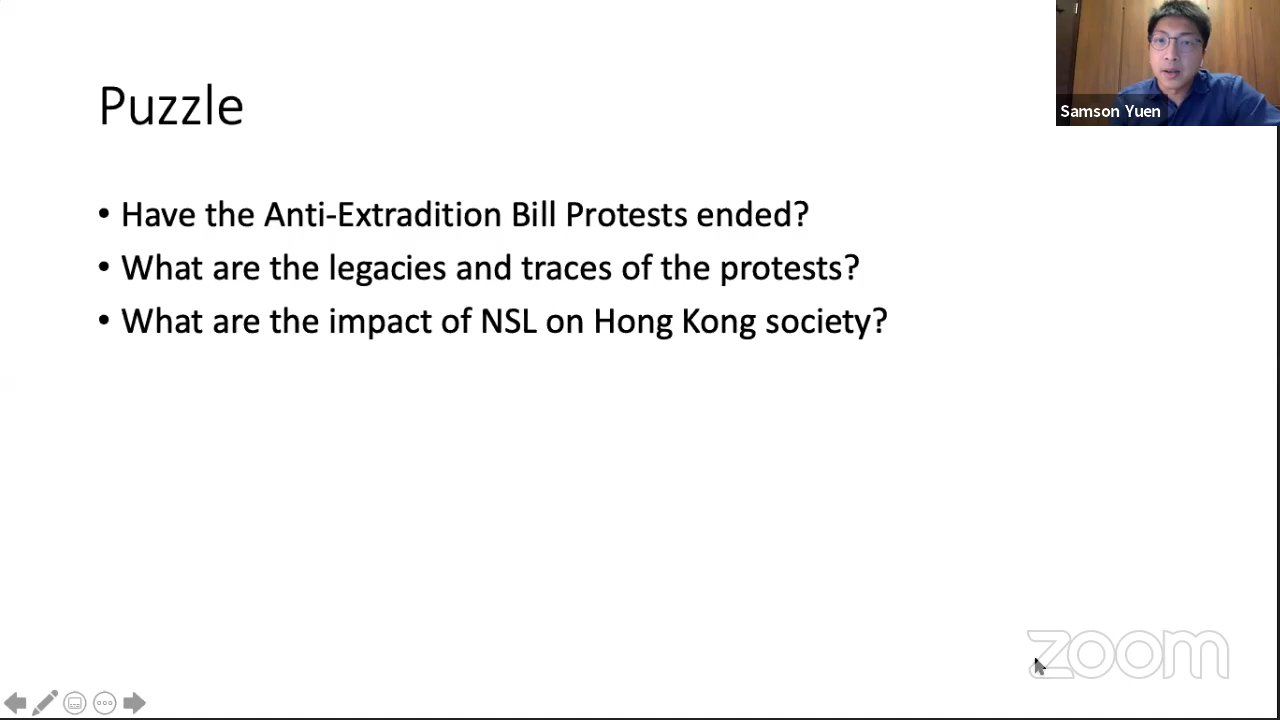 Puzzle
Samson Yuen
• Have the Anti-Extradition Bill Protests ended?
• What are the legacies and traces of the protests?
• What are the impact of NSL on Hong Kong society?
zoom